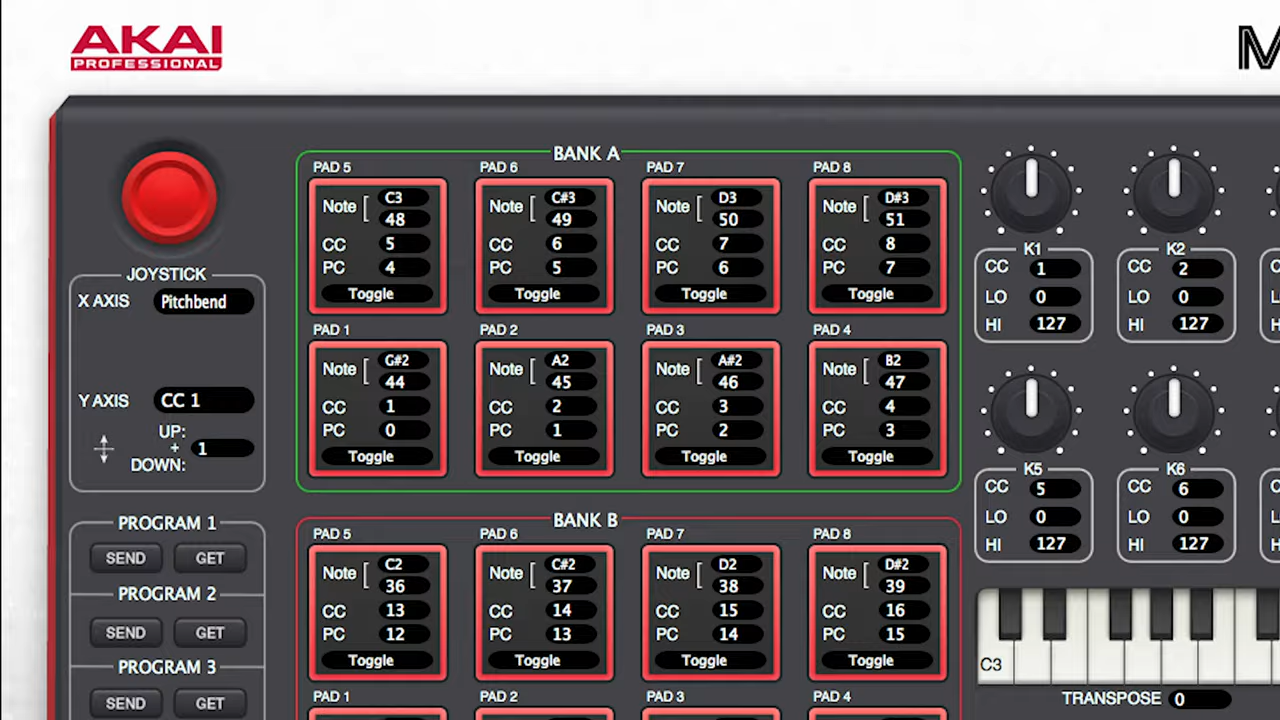 AKAI
PROFESSIONAL
M
BANK A
PAD 5 PAD 6 PAD 7 PAD 8
Note [ C3 48 Note [ C#3 49 Note [ D3 50 Note [ D#3 51
CC 5 CC 6 CC 7 CC 8
PC 4 PC 5 PC 6 PC 7
Toggle Toggle Toggle Toggle
PAD 1 PAD 2 PAD 3 PAD 4
Note [ G#2 44 Note [ A2 45 Note [ A#2 46 Note [ B2 47
CC 1 CC 2 CC 3 CC 4
PC 0 PC 1 PC 2 PC 3
Toggle Toggle Toggle Toggle
JOYSTICK
X AXIS Pitchbend
Y AXIS CC 1
UP:
+ 1
DOWN:
K1 K2
CC 1 CC 2
LO 0 LO 0
HI 127 HI 127
K5 K6
CC 5 CC 6
LO 0 LO 0
HI 127 HI 127
PROGRAM 1
SEND GET
PROGRAM 2
SEND GET
PROGRAM 3
SEND GET
BANK B
PAD 5 PAD 6 PAD 7 PAD 8
Note [ C2 36 Note [ C#2 37 Note [ D2 38 Note [ D#2 39
CC 13 CC 14 CC 15 CC 16
PC 12 PC 13 PC 14 PC 15
Toggle Toggle Toggle Toggle
PAD 1 PAD 2 PAD 3 PAD 4
C3
TRANSPOSE 0